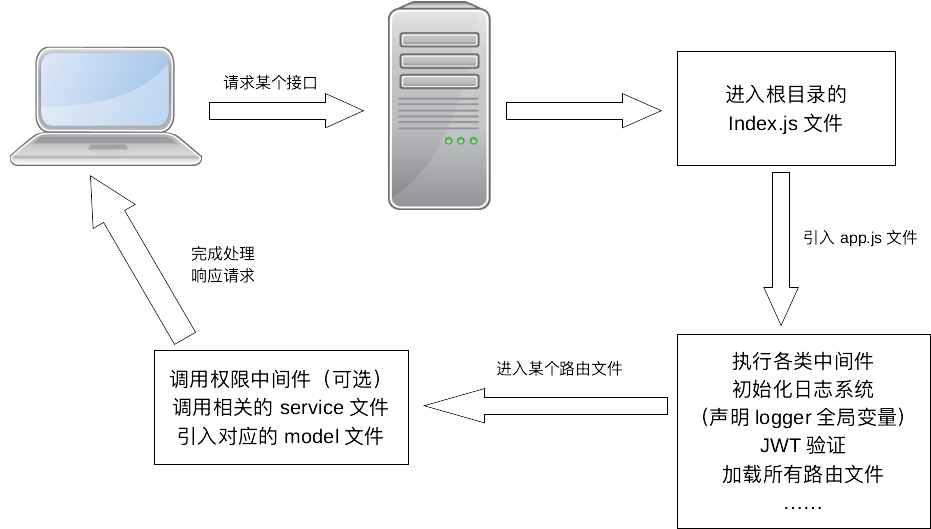 请求某个接口
进入根目录的
Index.js 文件
引入 app.js 文件
执行各类中间件
初始化日志系统
（声明 logger 全局变量）
JWT 验证
加载所有路由文件
……
进入某个路由文件
调用权限中间件（可选）
调用相关的 service 文件
引入对应的 model 文件
完成处理
响应请求